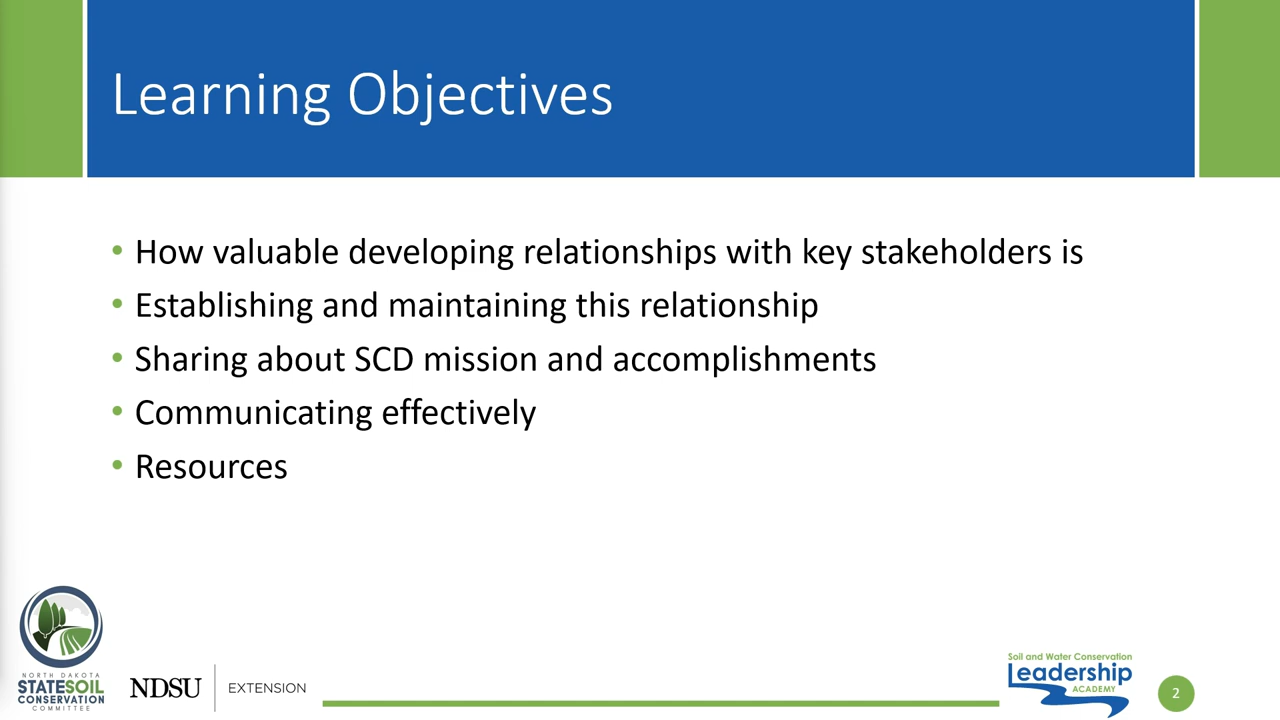 Learning Objectives
• How valuable developing relationships with key stakeholders is
• Establishing and maintaining this relationship
• Sharing about SCD mission and accomplishments
• Communicating effectively
• Resources
NORTH DAKOTA
STATESOIL
CONSERVATION
COMMITTEE
NDSU EXTENSION
Soil and Water Conservation
Leadership
ACADEMY
2